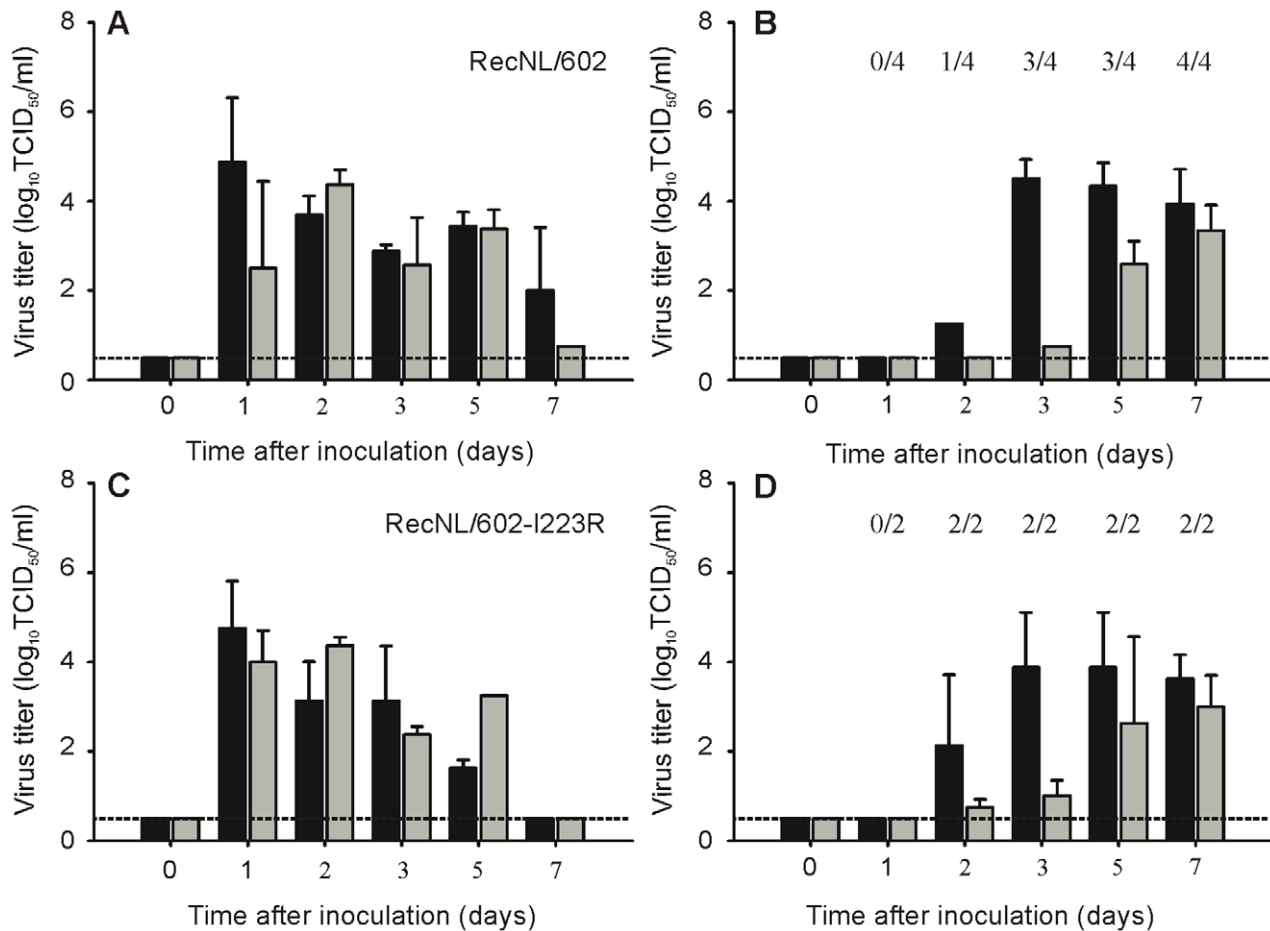 A
RecNL/602
Virus titer (log₁₀TCID₅₀/ml)
8
6
4
2
0
0 1 2 3 5 7
Time after inoculation (days)
B
0/4 1/4 3/4 3/4 4/4
Virus titer (log₁₀TCID₅₀/ml)
8
6
4
2
0
0 1 2 3 5 7
Time after inoculation (days)
C
RecNL/602-I223R
Virus titer (log₁₀TCID₅₀/ml)
8
6
4
2
0
0 1 2 3 5 7
Time after inoculation (days)
D
0/2 2/2 2/2 2/2 2/2
Virus titer (log₁₀TCID₅₀/ml)
8
6
4
2
0
0 1 2 3 5 7
Time after inoculation (days)